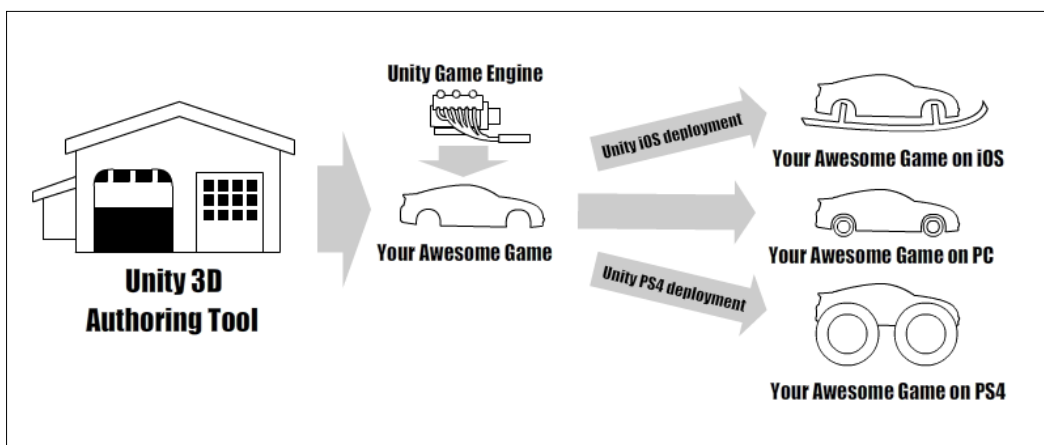 Unity Game Engine
Unity 3D
Authoring Tool
Your Awesome Game
Unity iOS deployment
Unity PS4 deployment
Your Awesome Game on iOS
Your Awesome Game on PC
Your Awesome Game on PS4